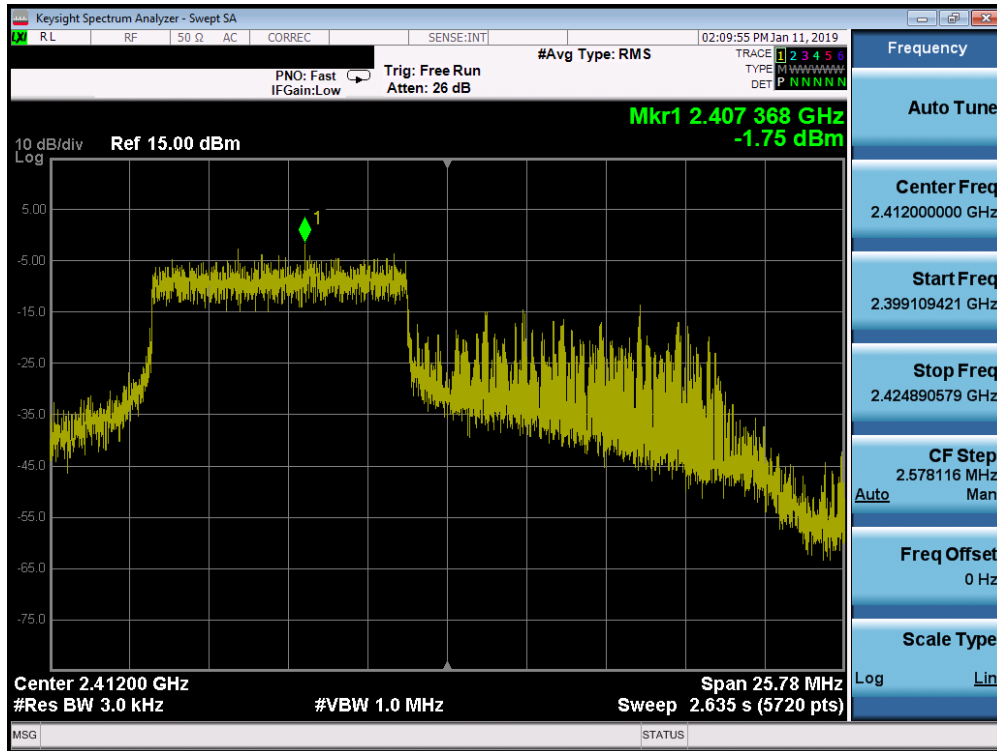 Keysight Spectrum Analyzer - Swept SA
LXI RL RF 50 Ω AC CORREC SENSE:INT 02:09:55 PM Jan 11, 2019
#Avg Type: RMS TRACE 1 2 3 4 5 6
PNO: Fast Trig: Free Run TYPE M WWWWW
IFGain:Low Atten: 26 dB DET P N N N N N
Mkr1 2.407 368 GHz
-1.75 dBm
10 dB/div Ref 15.00 dBm
Log
1
5.00
-5.00
-15.0
-25.0
-35.0
-45.0
-55.0
-65.0
-75.0
Center 2.41200 GHz Span 25.78 MHz
#Res BW 3.0 kHz #VBW 1.0 MHz Sweep 2.635 s (5720 pts)
MSG STATUS
Frequency
Auto Tune
Center Freq
2.412000000 GHz
Start Freq
2.399109421 GHz
Stop Freq
2.424890579 GHz
CF Step
2.578116 MHz
Auto Man
Freq Offset
0 Hz
Scale Type
Log Lin